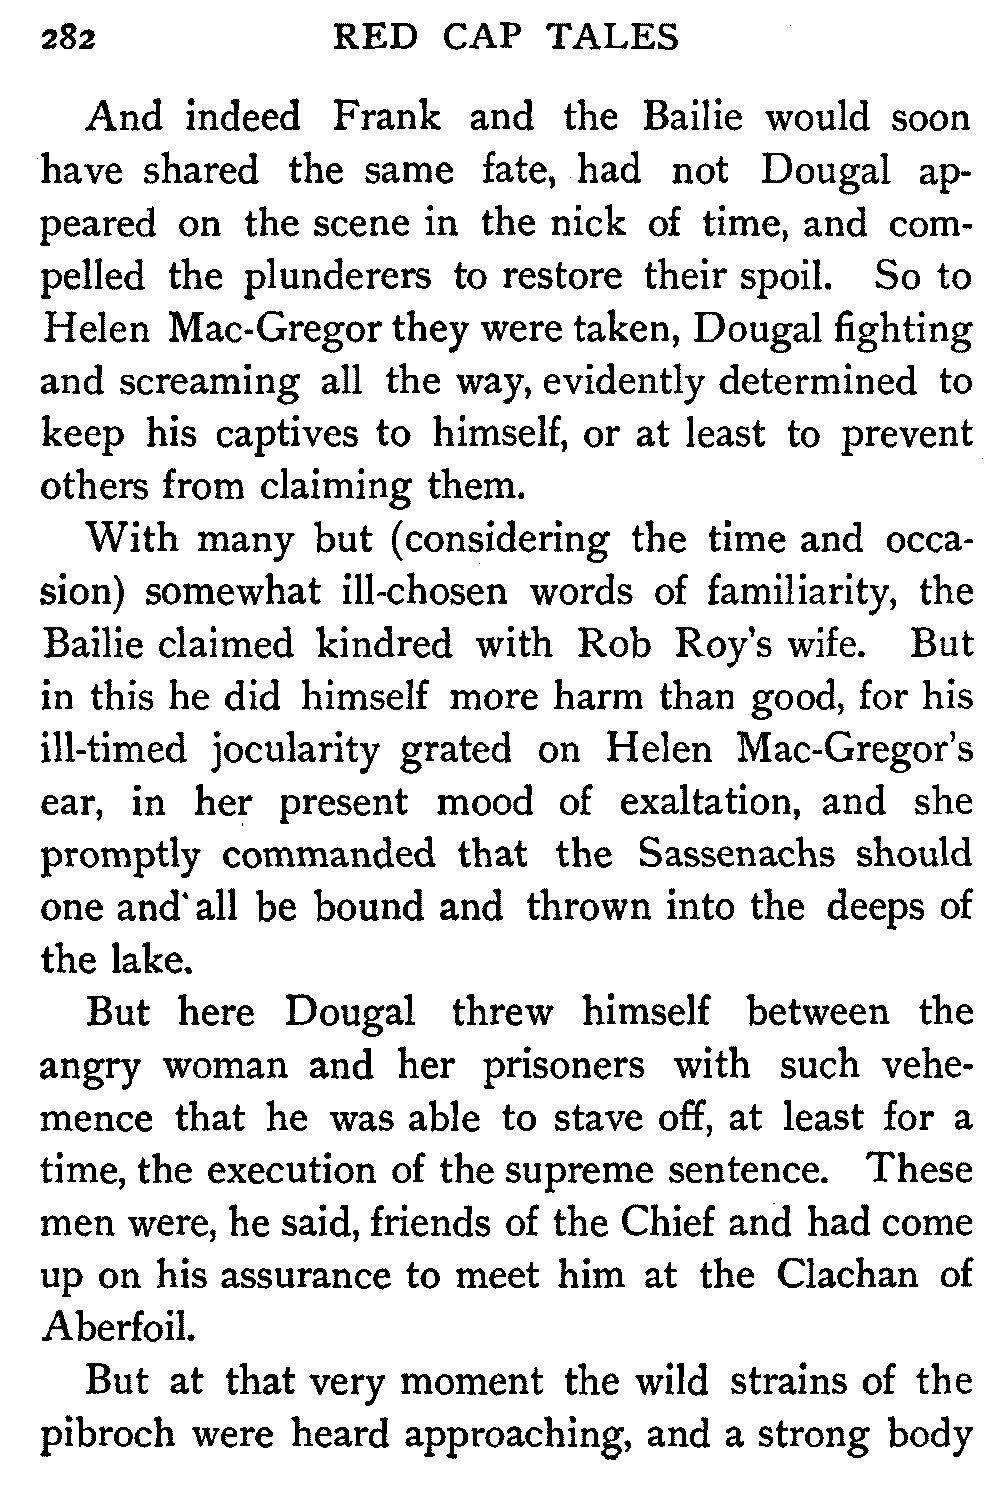 282 RED CAP TALES
And indeed Frank and the Bailie would soon
have shared the same fate, had not Dougal ap-
peared on the scene in the nick of time, and com-
pelled the plunderers to restore their spoil. So to
Helen Mac-Gregor they were taken, Dougal fighting
and screaming all the way, evidently determined to
keep his captives to himself, or at least to prevent
others from claiming them.
With many but (considering the time and occa-
sion) somewhat ill-chosen words of familiarity, the
Bailie claimed kindred with Rob Roy's wife. But
in this he did himself more harm than good, for his
ill-timed jocularity grated on Helen Mac-Gregor's
ear, in her present mood of exaltation, and she
promptly commanded that the Sassenachs should
one and all be bound and thrown into the deeps of
the lake.
But here Dougal threw himself between the
angry woman and her prisoners with such vehe-
mence that he was able to stave off, at least for a
time, the execution of the supreme sentence. These
men were, he said, friends of the Chief and had come
up on his assurance to meet him at the Clachan of
Aberfoil.
But at that very moment the wild strains of the
pibroch were heard approaching, and a strong body